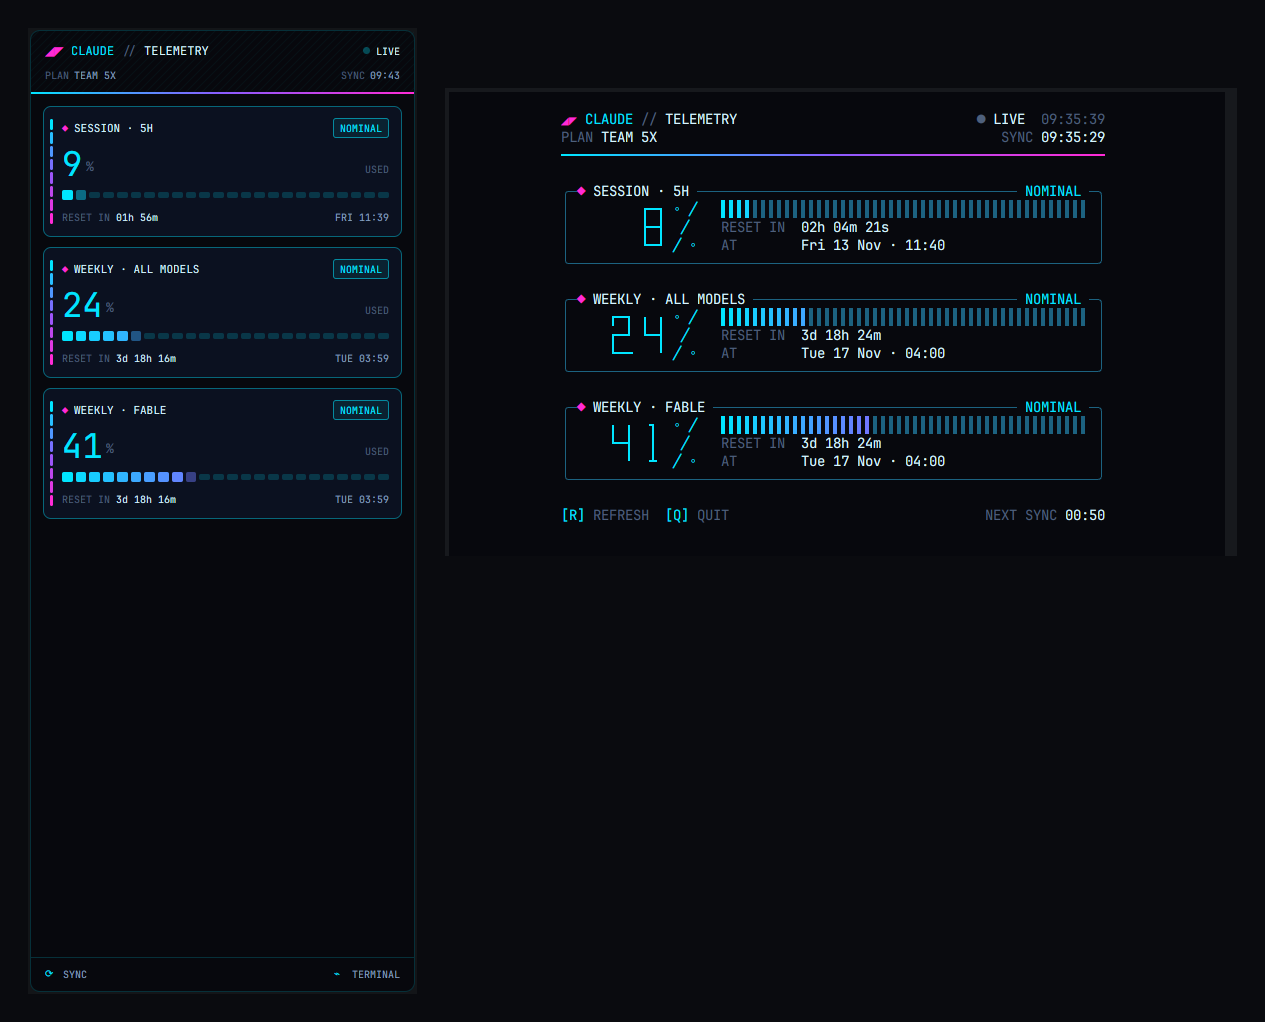 CLAUDE // TELEMETRY
LIVE
PLAN TEAM 5X
SYNC 09:43
SESSION · 5H
NOMINAL
9%
USED
RESET IN 01h 56m
FRI 11:39
WEEKLY · ALL MODELS
NOMINAL
24%
USED
RESET IN 3d 18h 16m
TUE 03:59
WEEKLY · FABLE
NOMINAL
41%
USED
RESET IN 3d 18h 16m
TUE 03:59
SYNC
TERMINAL
CLAUDE // TELEMETRY
LIVE 09:35:39
PLAN TEAM 5X
SYNC 09:35:29
SESSION · 5H
NOMINAL
8%
RESET IN 02h 04m 21s
AT Fri 13 Nov · 11:40
WEEKLY · ALL MODELS
NOMINAL
24%
RESET IN 3d 18h 24m
AT Tue 17 Nov · 04:00
WEEKLY · FABLE
NOMINAL
41%
RESET IN 3d 18h 24m
AT Tue 17 Nov · 04:00
[R] REFRESH [Q] QUIT
NEXT SYNC 00:50